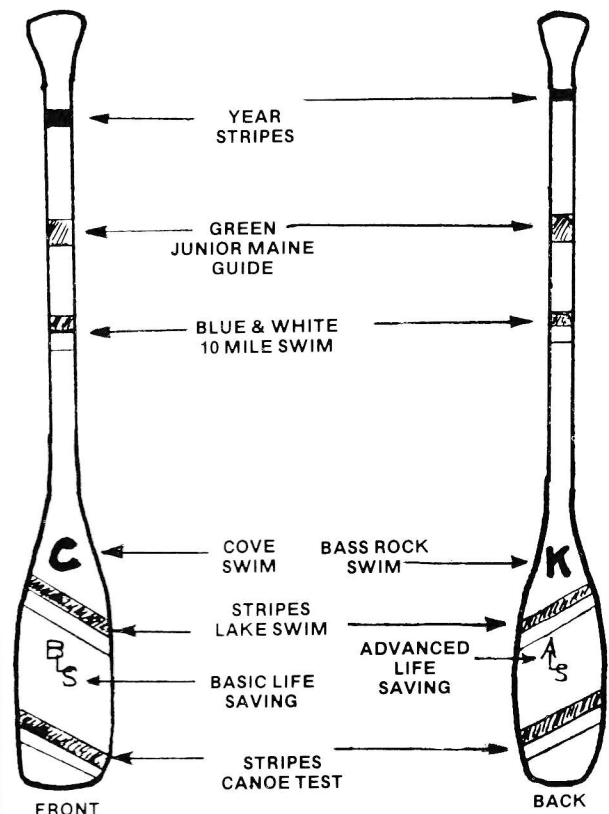 YEAR
STRIPES
GREEN
JUNIOR MAINE
GUIDE
BLUE & WHITE
10 MILE SWIM
C
COVE
SWIM
BASS ROCK
SWIM
K
STRIPES
LAKE SWIM
BLS
BASIC LIFE
SAVING
ADVANCED
LIFE
SAVING
ALS
STRIPES
CANOE TEST
FRONT
BACK